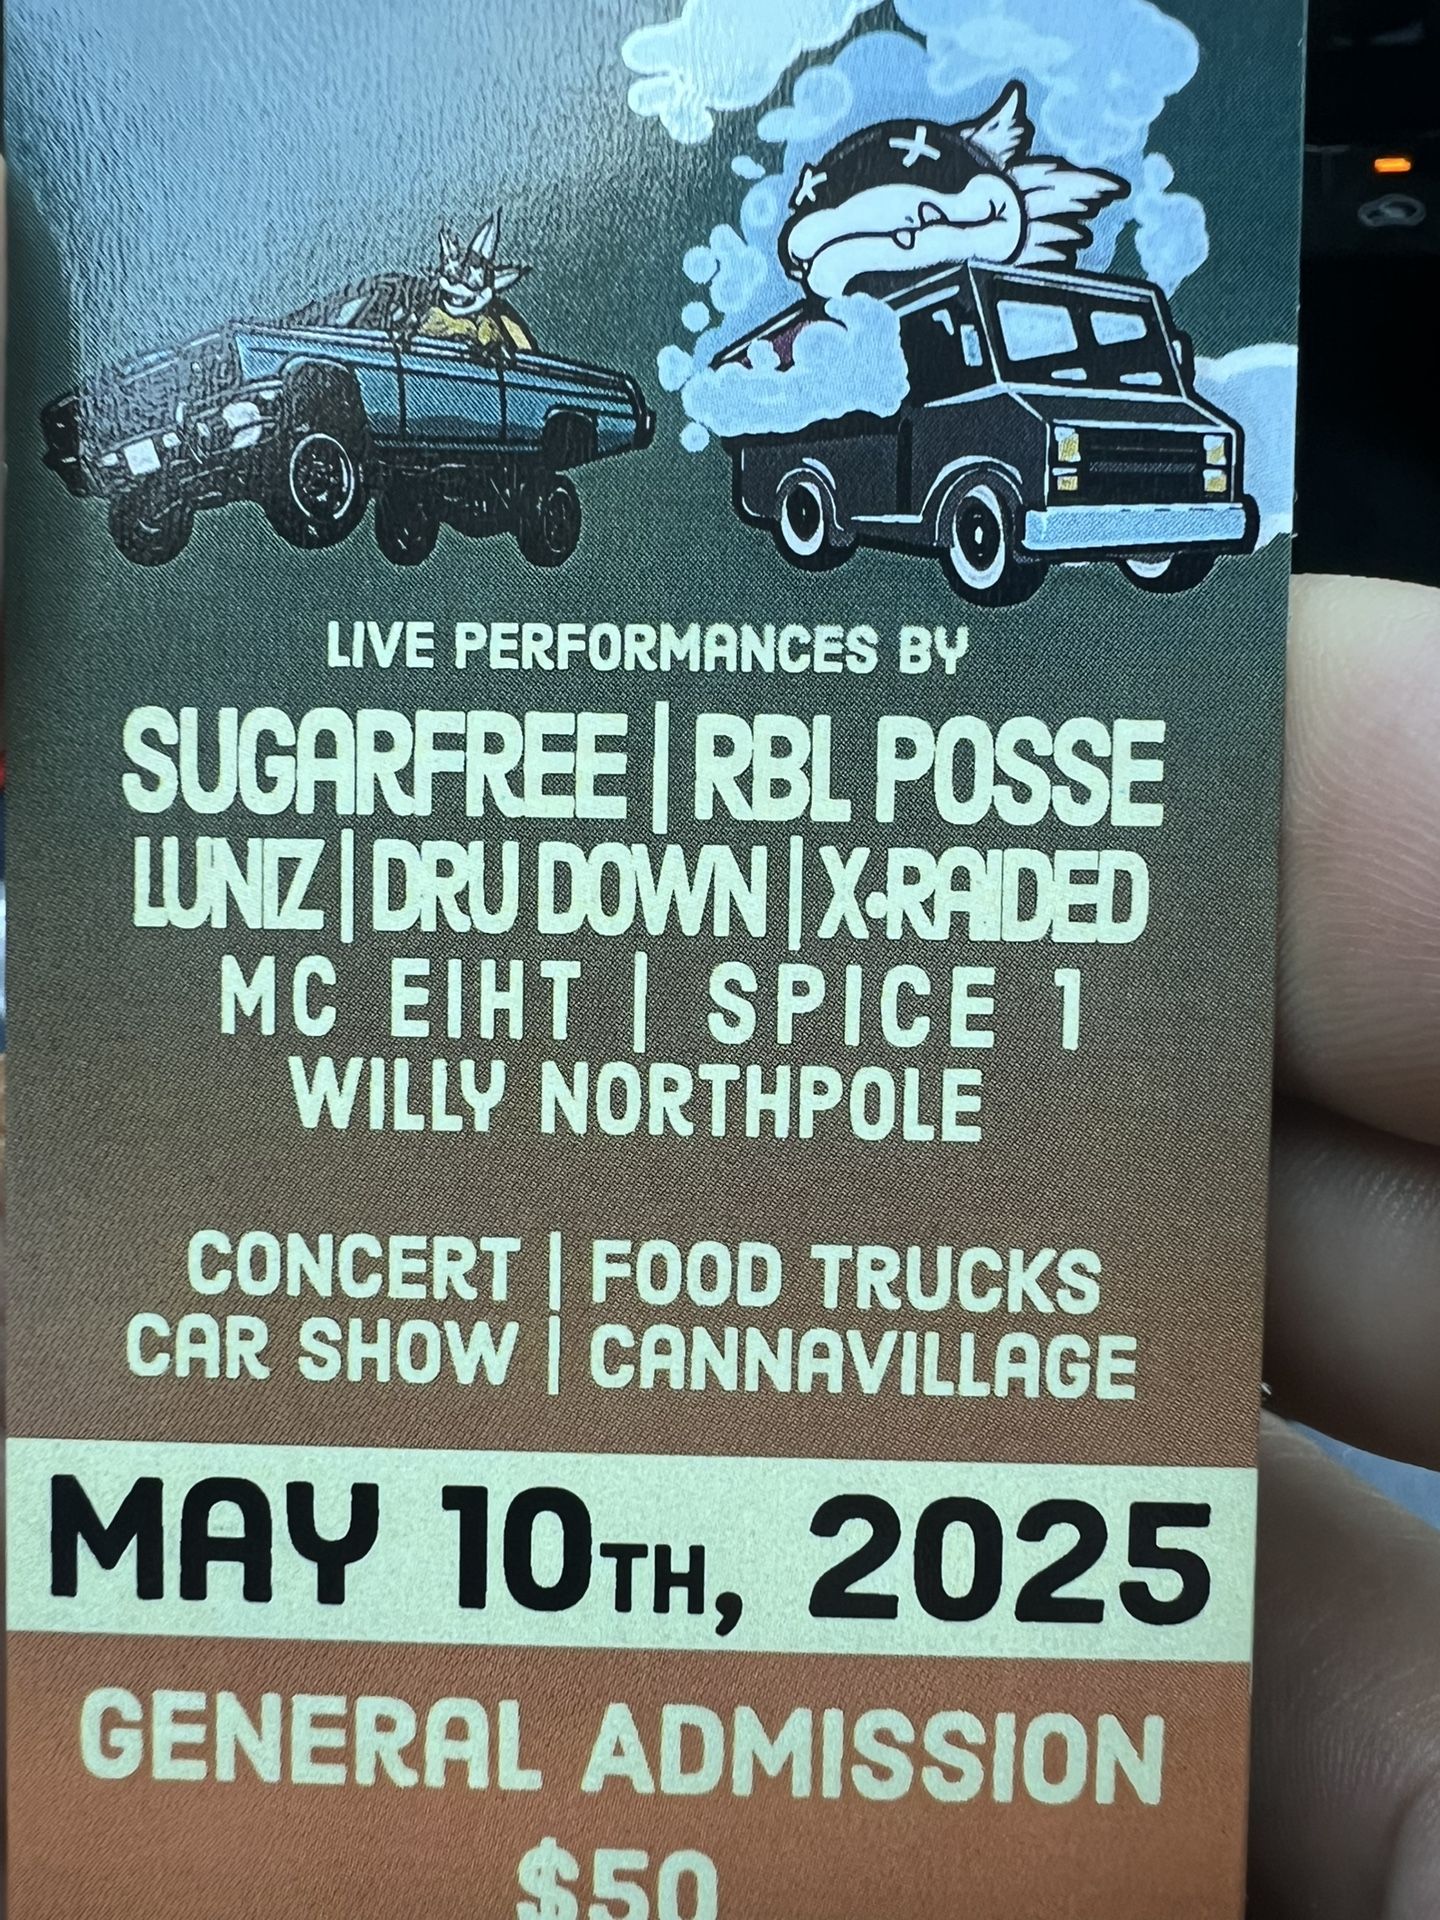 LIVE PERFORMANCES BY
SUGARFREE | RBL POSSE
LUNIZ | DRU DOWN | X-RAIDED
MC EIHT | SPICE 1
WILLY NORTHPOLE
CONCERT | FOOD TRUCKS
CAR SHOW | CANNAVILLAGE
MAY 10TH, 2025
GENERAL ADMISSION
$50